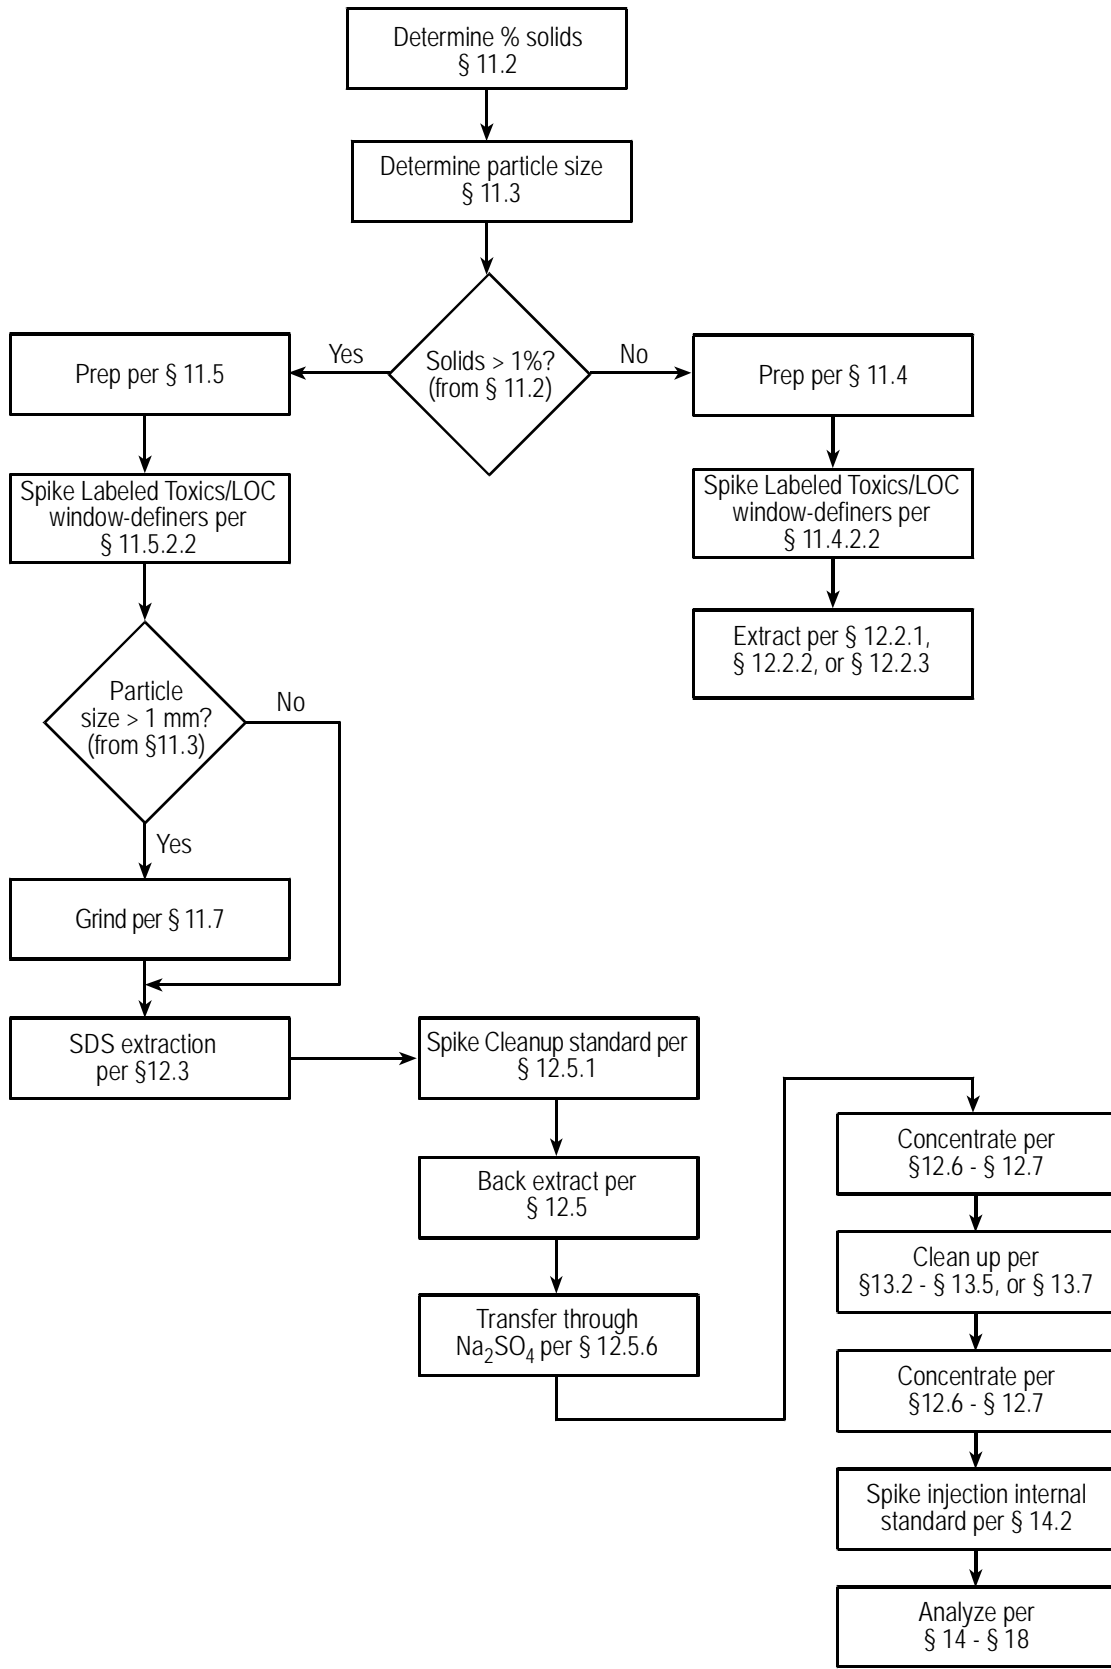 Determine % solids
§ 11.2
Determine particle size
§ 11.3
Solids > 1%?
(from § 11.2)
Yes
No
Prep per § 11.5
Prep per § 11.4
Spike Labeled Toxics/LOC
window-definers per
§ 11.5.2.2
Spike Labeled Toxics/LOC
window-definers per
§ 11.4.2.2
Extract per § 12.2.1,
§ 12.2.2, or § 12.2.3
Particle
size > 1 mm?
(from §11.3)
No
Yes
Grind per § 11.7
SDS extraction
per §12.3
Spike Cleanup standard per
§ 12.5.1
Back extract per
§ 12.5
Transfer through
Na₂SO₄ per § 12.5.6
Concentrate per
§12.6 - § 12.7
Clean up per
§13.2 - § 13.5, or § 13.7
Concentrate per
§12.6 - § 12.7
Spike injection internal
standard per § 14.2
Analyze per
§ 14 - § 18